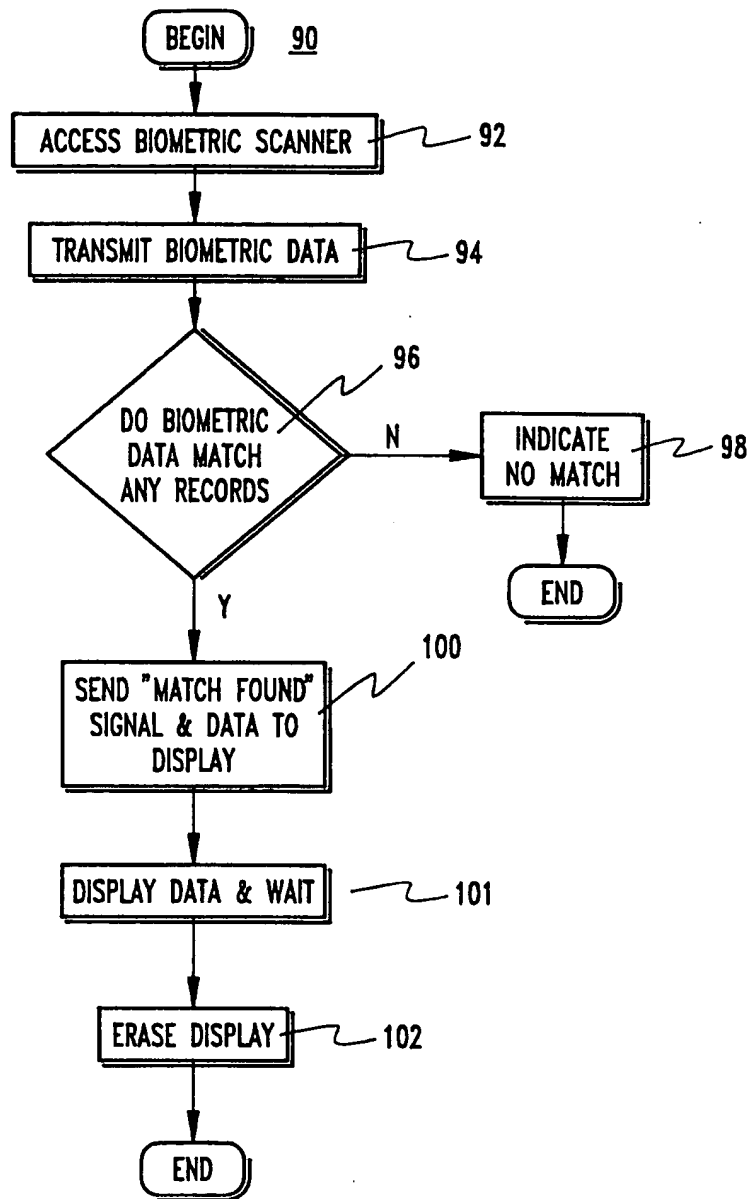 BEGIN
90
ACCESS BIOMETRIC SCANNER
92
TRANSMIT BIOMETRIC DATA
94
96
DO BIOMETRIC
DATA MATCH
ANY RECORDS
N
INDICATE
NO MATCH
98
END
Y
100
SEND "MATCH FOUND"
SIGNAL & DATA TO
DISPLAY
DISPLAY DATA & WAIT
101
ERASE DISPLAY
102
END